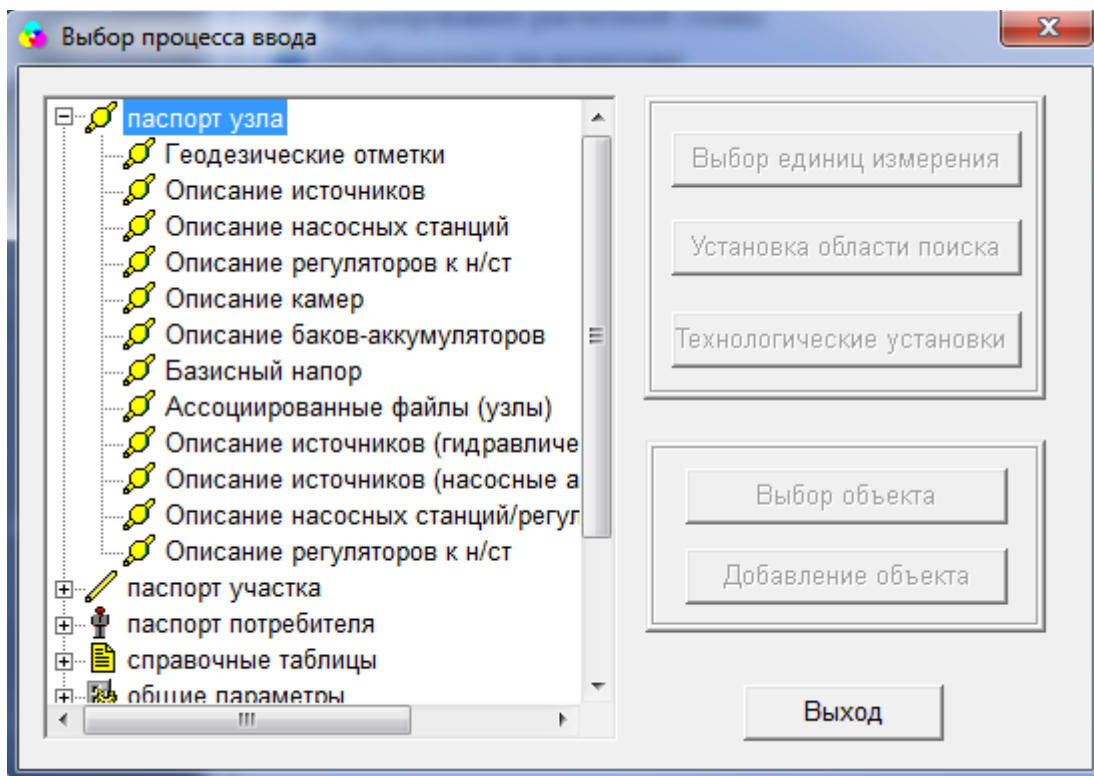 Выбор процесса ввода
паспорт узла
Геодезические отметки
Описание источников
Описание насосных станций
Описание регуляторов к н/ст
Описание камер
Описание баков-аккумуляторов
Базисный напор
Ассоциированные файлы (узлы)
Описание источников (гидравличе
Описание источников (насосные а
Описание насосных станций/регул
Описание регуляторов к н/ст
паспорт участка
паспорт потребителя
справочные таблицы
общие параметры
Выбор единиц измерения
Установка области поиска
Технологические установки
Выбор объекта
Добавление объекта
Выход